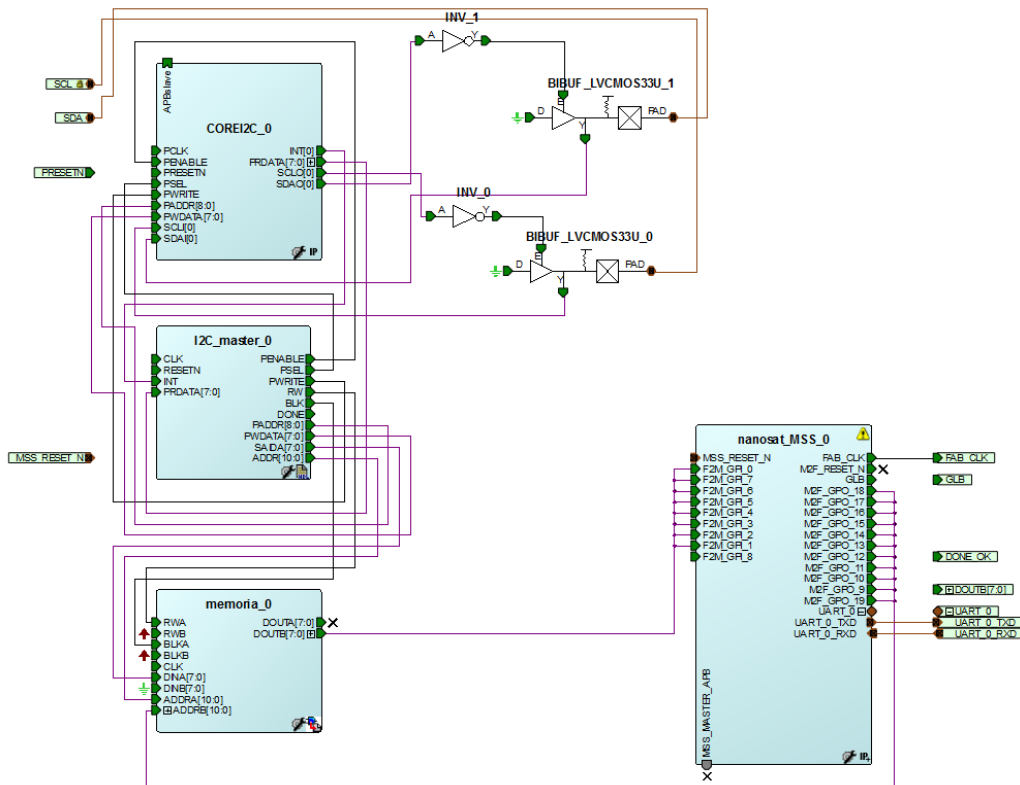 INV_1
A
Y
BIBUF_LVCMOS33U_1
E
D
Y
PAD
SCL
SDA
PRESETN
APBslave
COREI2C_0
PCLK
PENABLE
PRESETN
PSEL
PWRITE
PADDR[8:0]
PWDATA[7:0]
SCLI[0]
SDAI[0]
INT[0]
PRDATA[7:0]
SCLO[0]
SDAO[0]
IP
INV_0
A
Y
BIBUF_LVCMOS33U_0
E
D
Y
PAD
I2C_master_0
CLK
RESETN
INT
PRDATA[7:0]
PENABLE
PSEL
PWRITE
RW
BLK
DONE
PADDR[8:0]
PWDATA[7:0]
SAIDA[7:0]
ADDR[10:0]
MSS_RESET_N
memoria_0
RWA
RWB
BLKA
BLKB
CLK
DINA[7:0]
DINB[7:0]
ADDRA[10:0]
ADDRB[10:0]
DOUTA[7:0]
DOUTB[7:0]
nanosat_MSS_0
MSS_RESET_N
F2M_GPI_0
F2M_GPI_7
F2M_GPI_6
F2M_GPI_5
F2M_GPI_4
F2M_GPI_3
F2M_GPI_2
F2M_GPI_1
F2M_GPI_8
FAB_CLK
M2F_RESET_N
GLB
M2F_GPO_18
M2F_GPO_17
M2F_GPO_16
M2F_GPO_15
M2F_GPO_14
M2F_GPO_13
M2F_GPO_12
M2F_GPO_11
M2F_GPO_10
M2F_GPO_9
M2F_GPO_19
UART_0
UART_0_TXD
UART_0_RXD
MSS_MASTER_APB
IP
FAB_CLK
GLB
DONE_OK
DOUTB[7:0]
UART_0
UART_0_TXD
UART_0_RXD